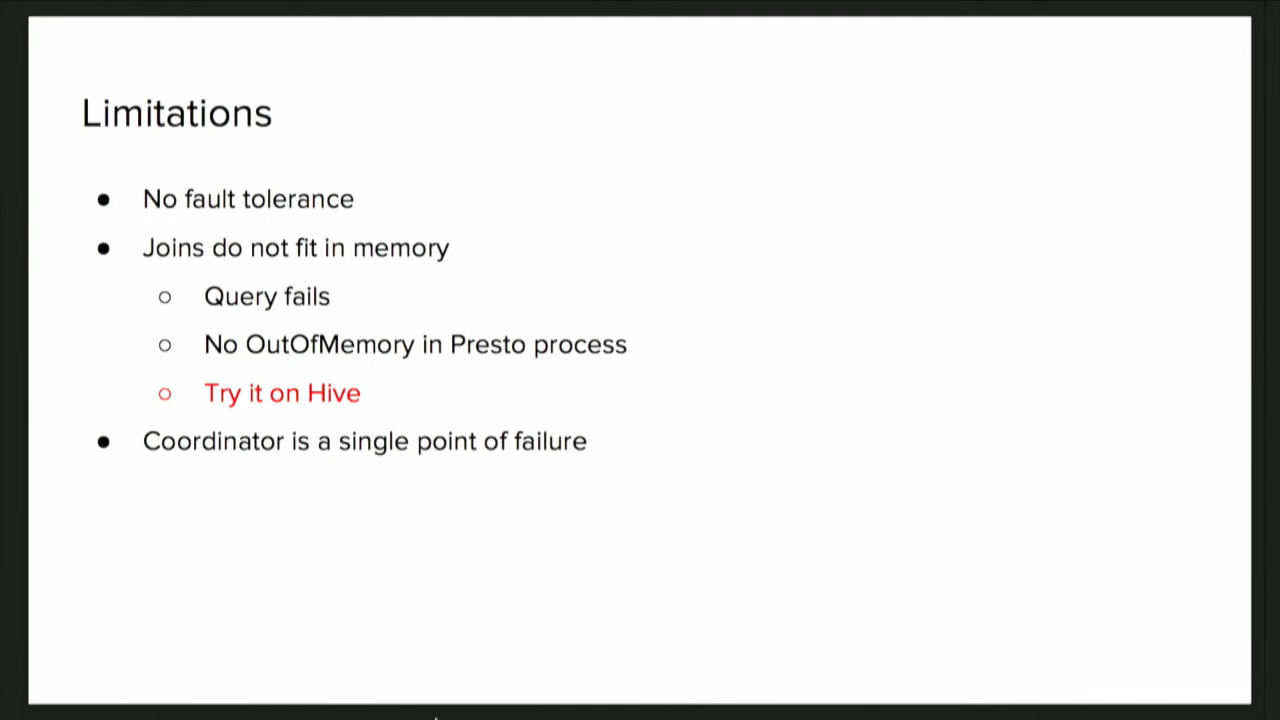 Limitations
● No fault tolerance
● Joins do not fit in memory
○ Query fails
○ No OutOfMemory in Presto process
○ Try it on Hive
● Coordinator is a single point of failure